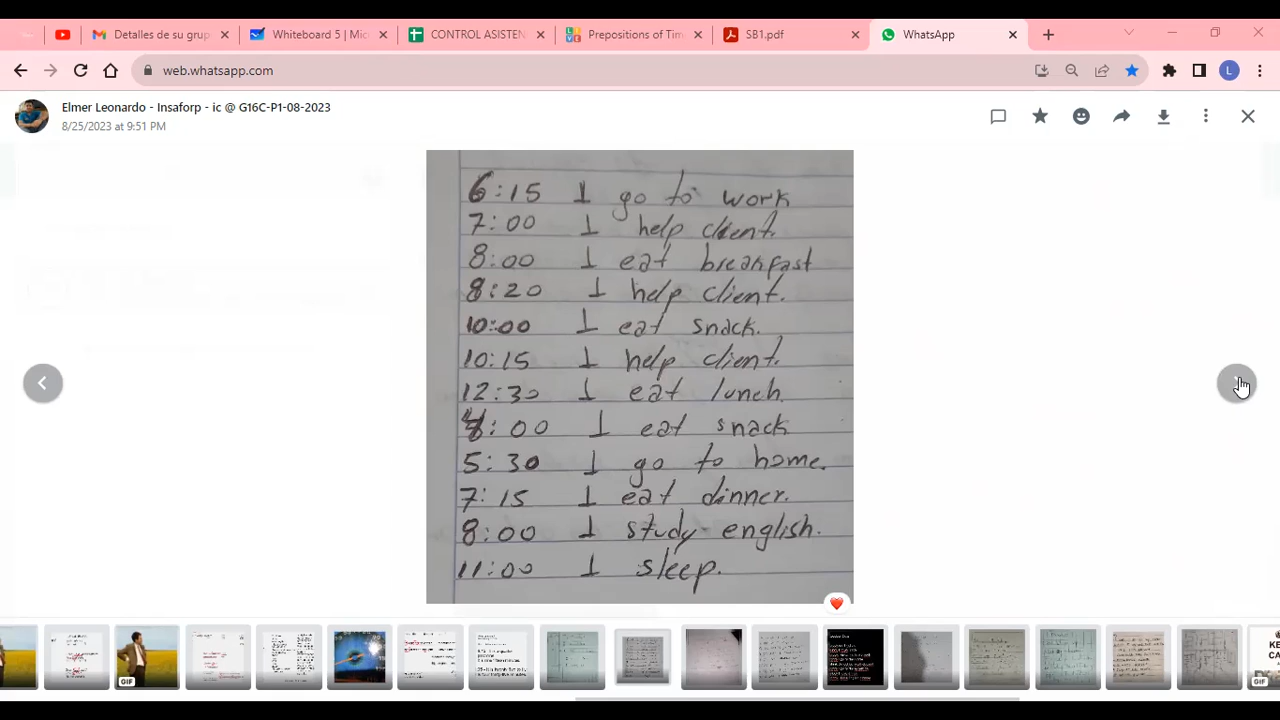 Detalles de su grup
Whiteboard 5 | Mic
CONTROL ASISTEN
Prepositions of Tim
SB1.pdf
WhatsApp
web.whatsapp.com
L
Elmer Leonardo - Insaforp - ic @ G16C-P1-08-2023
8/25/2023 at 9:51 PM
6:15 I go to work
7:00 I help client.
8:00 I eat breakfast
8:20 I help client.
10:00 I eat snack.
10:15 I help client.
12:30 I eat lunch.
4:00 I eat snack
5:30 I go to home.
7:15 I eat dinner.
8:00 I study english.
11:00 I sleep.
GIF
GIF